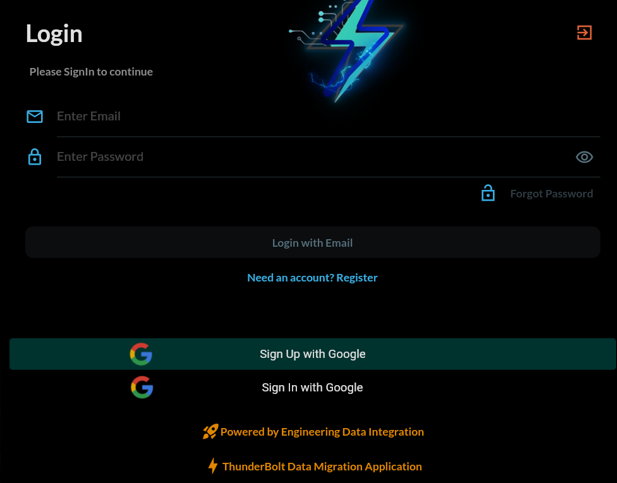 Login
Please SignIn to continue
Enter Email
Enter Password
Forgot Password
Login with Email
Need an account? Register
Sign Up with Google
Sign In with Google
Powered by Engineering Data Integration
ThunderBolt Data Migration Application